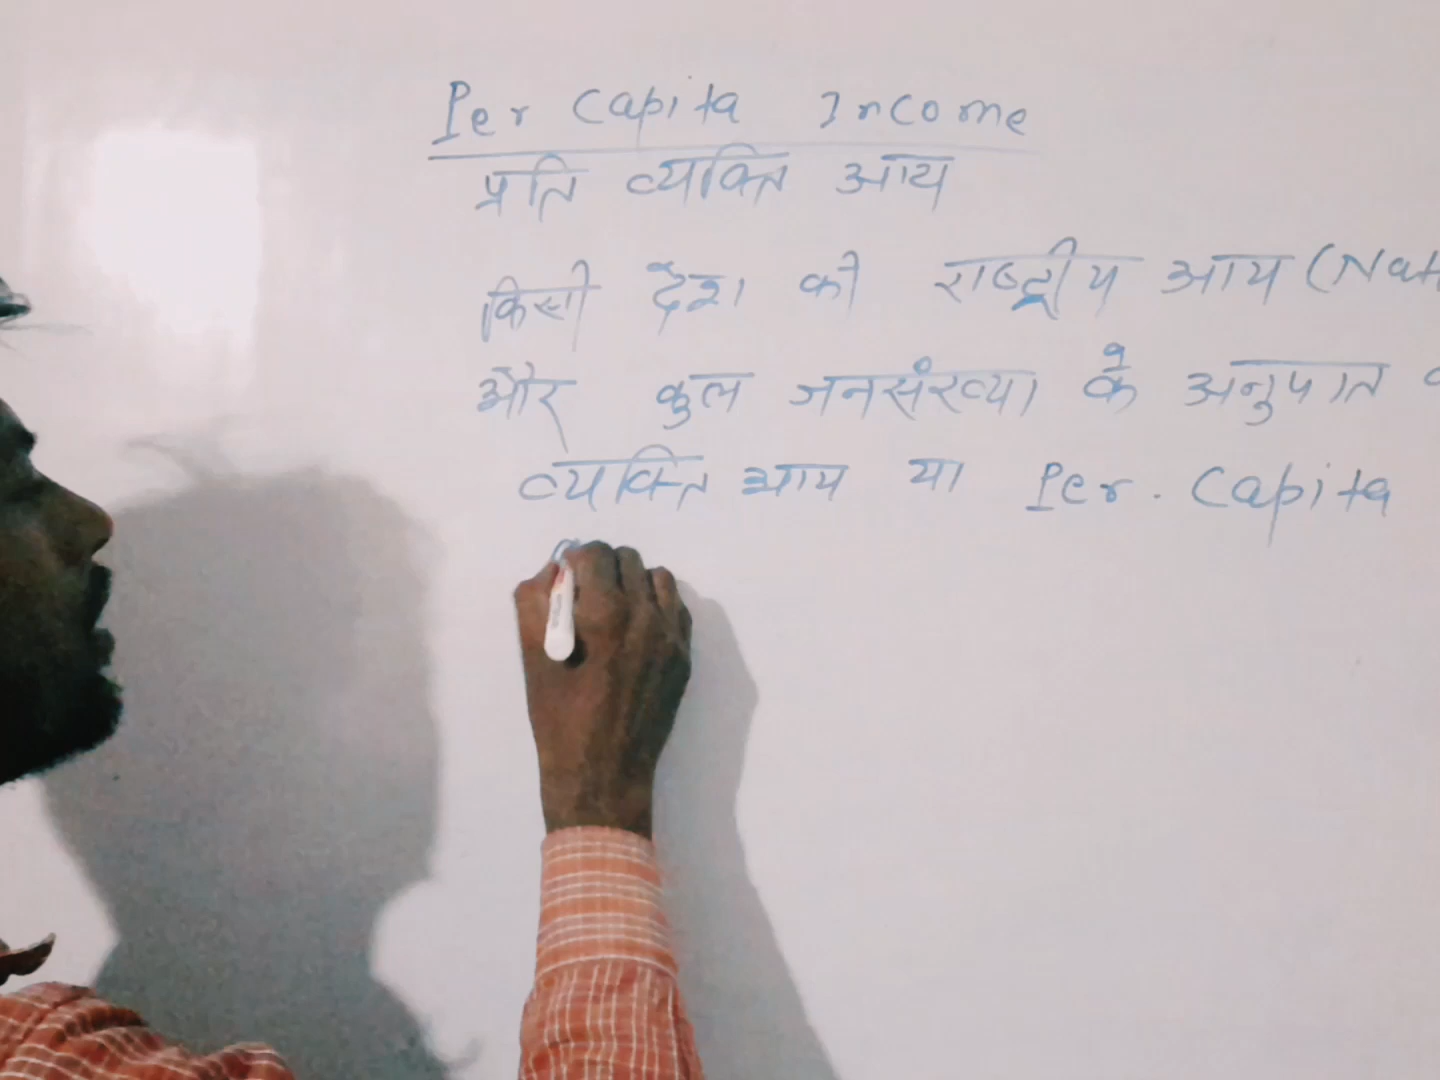 Per Capita Income
प्रति व्यक्ति आय
किसी देश की राष्ट्रीय आय (Nat
और कुल जनसंख्या के अनुपात
व्यक्ति आय या Per. Capita